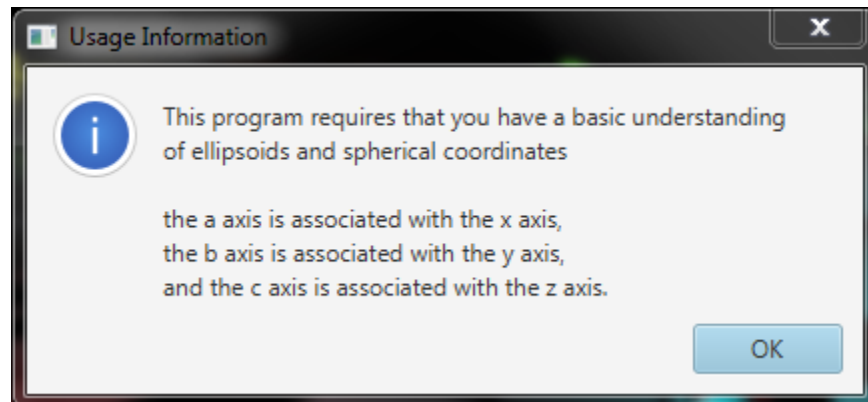 Usage Information
x
i
This program requires that you have a basic understanding
of ellipsoids and spherical coordinates
the a axis is associated with the x axis,
the b axis is associated with the y axis,
and the c axis is associated with the z axis.
OK